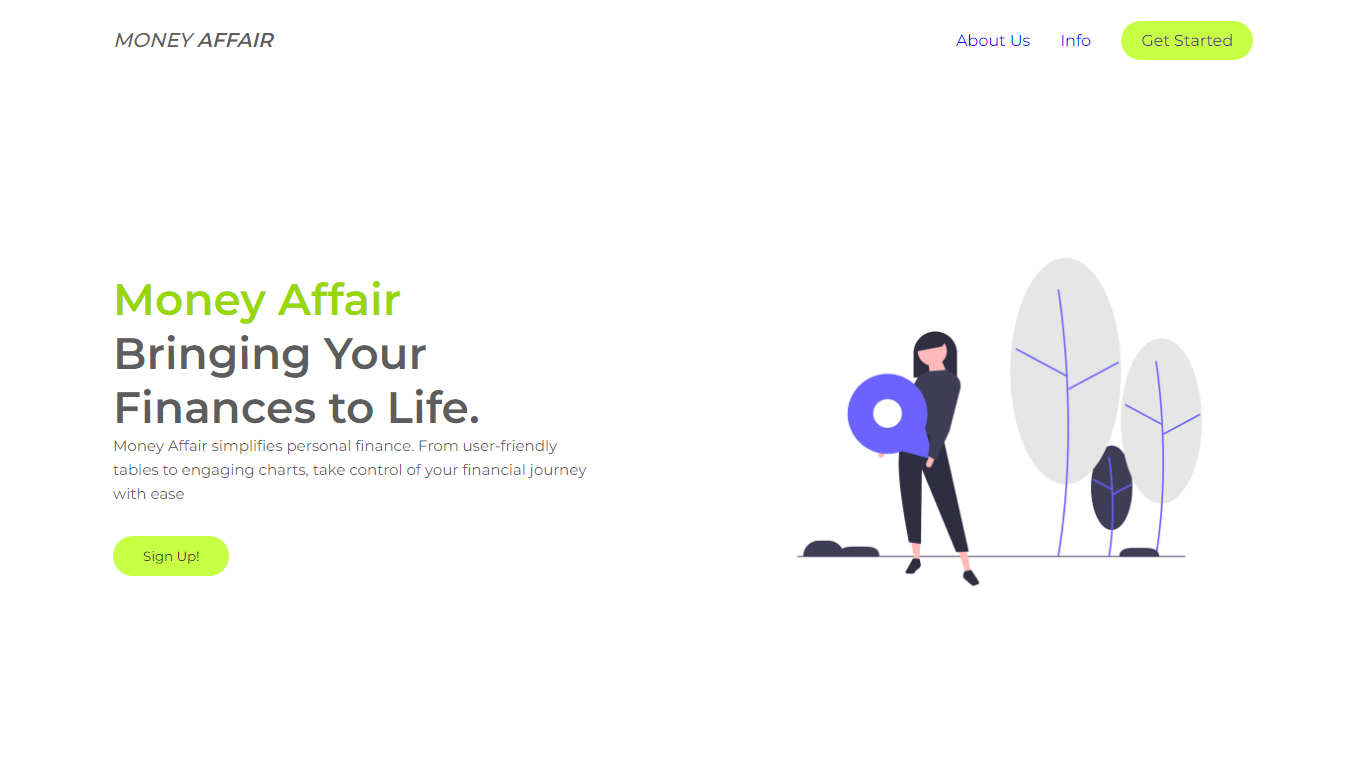 MONEY AFFAIR
About Us
Info
Get Started
Money Affair
Bringing Your
Finances to Life.
Money Affair simplifies personal finance. From user-friendly
tables to engaging charts, take control of your financial journey
with ease
Sign Up!